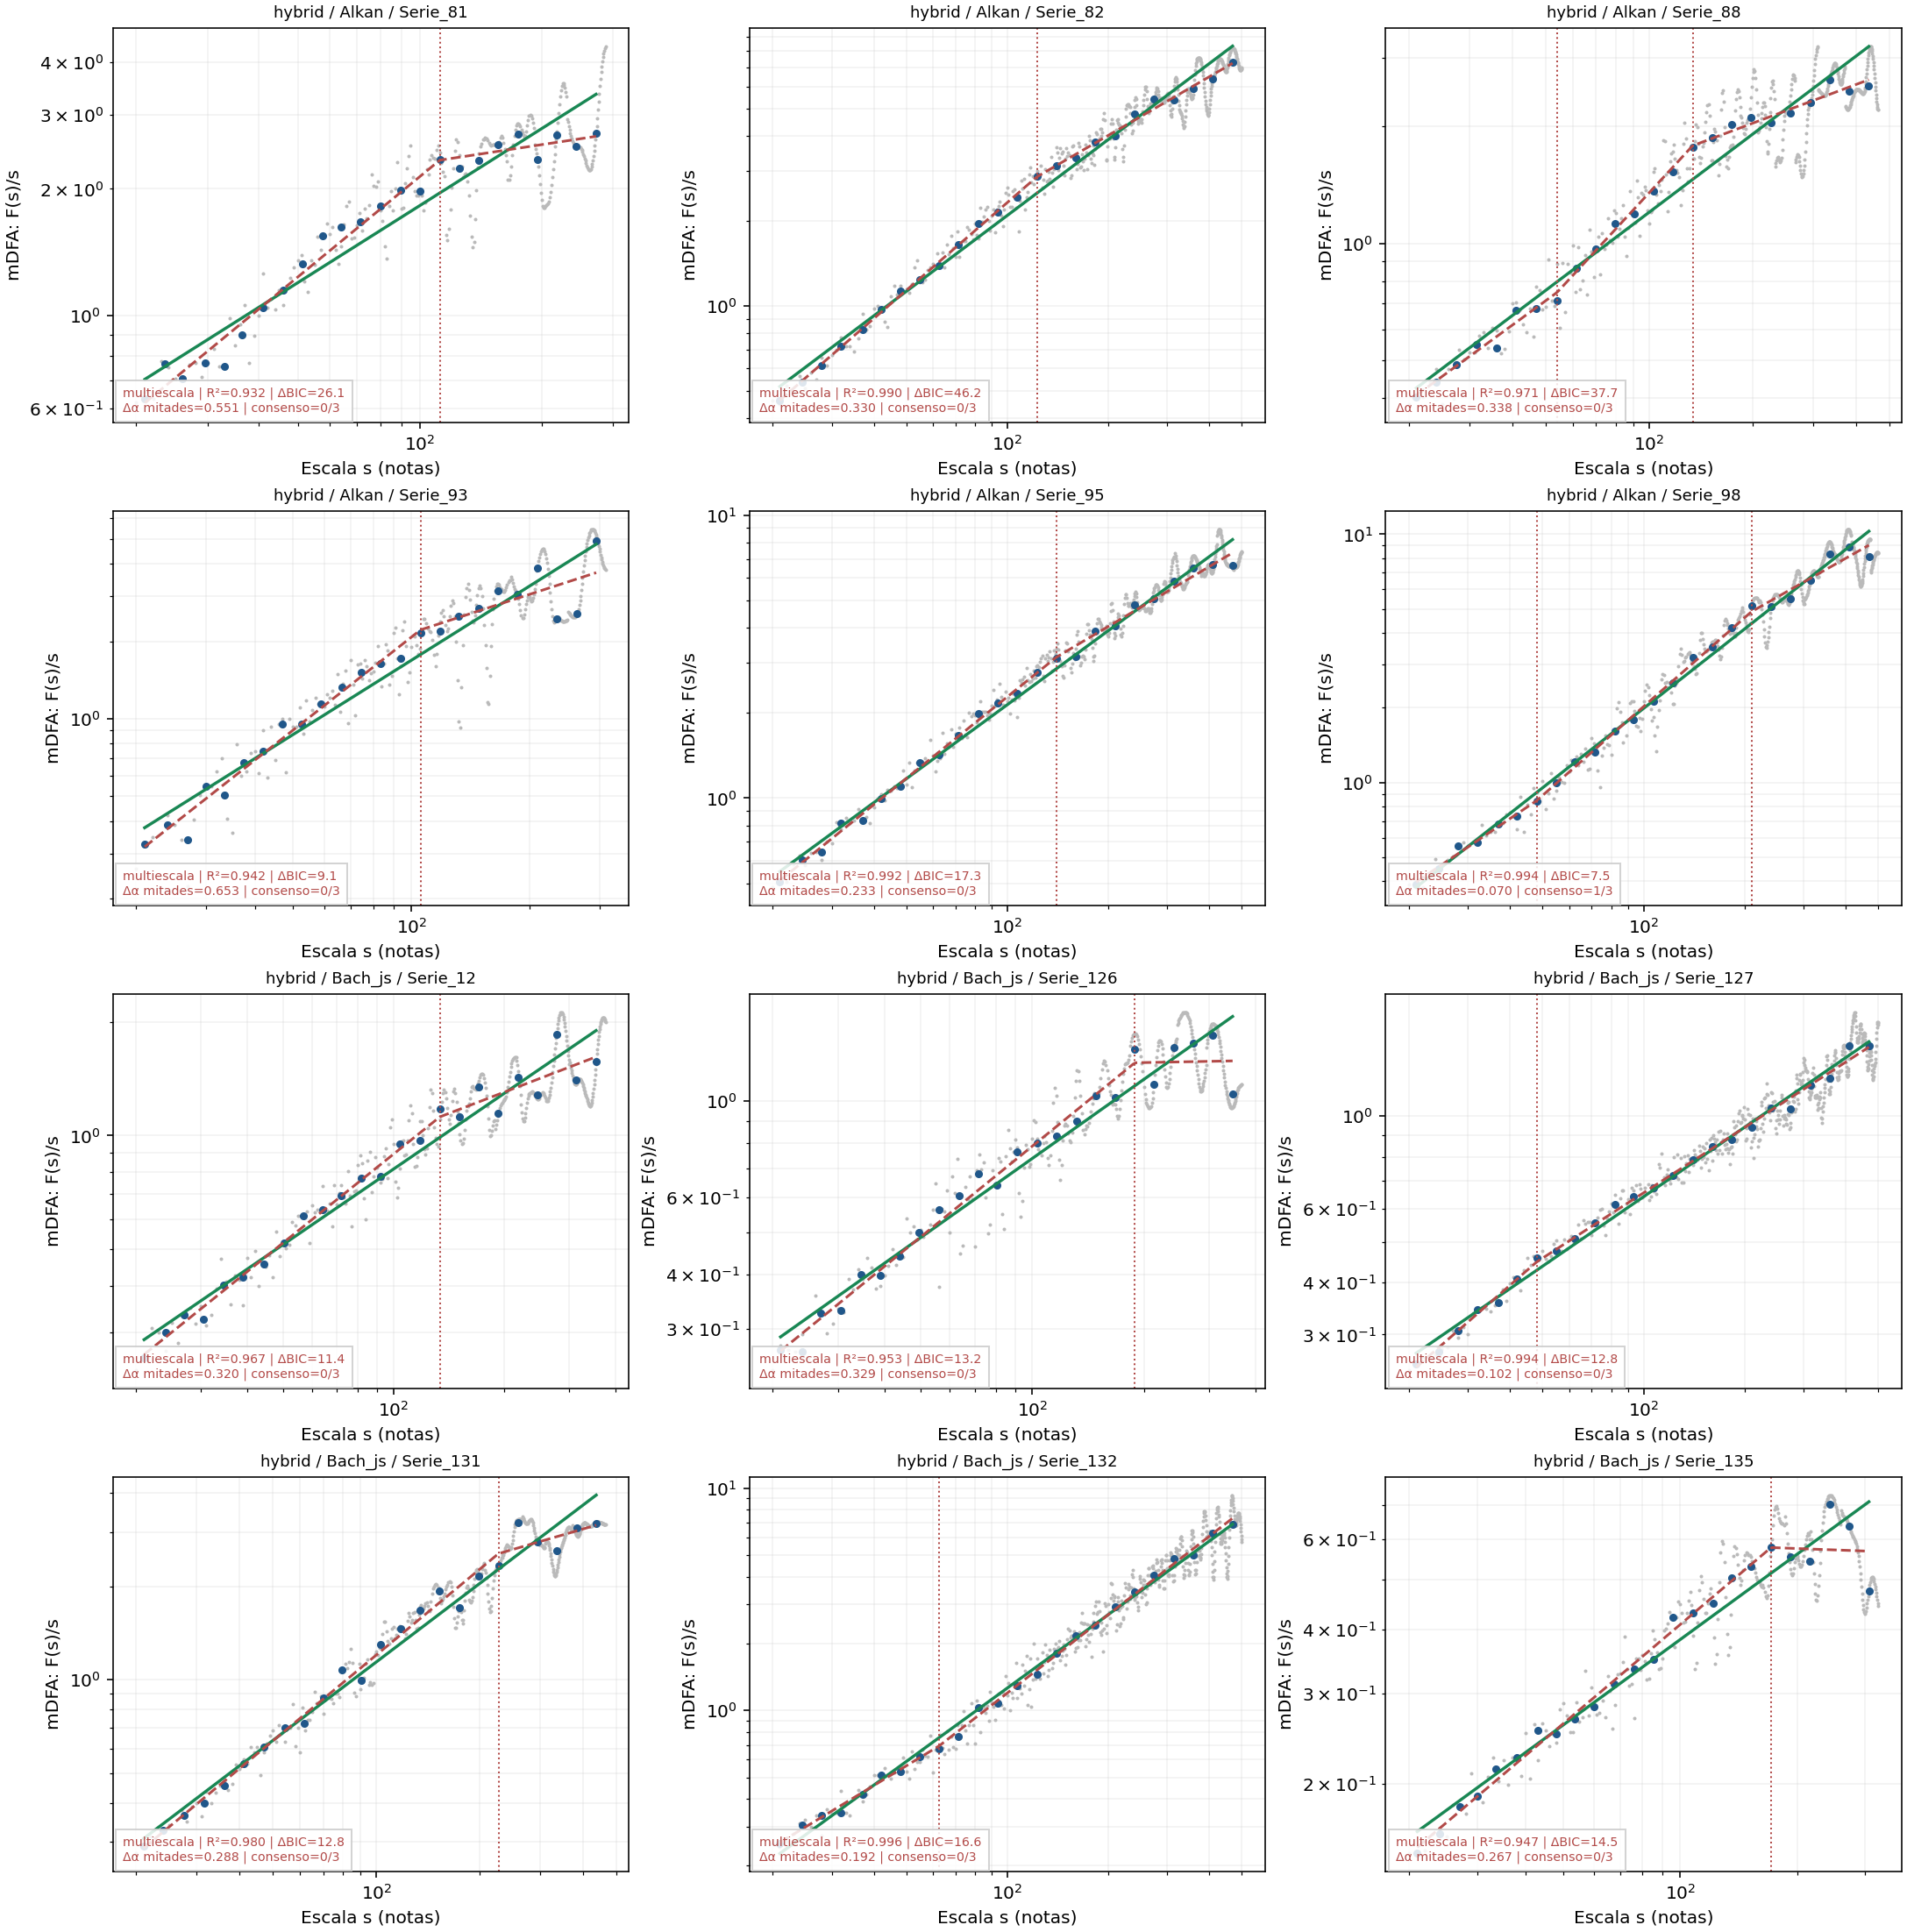 hybrid / Alkan / Serie_81
mDFA: F(s)/s
4 × 10⁰
3 × 10⁰
2 × 10⁰
10⁰
6 × 10⁻¹
multiescala | R²=0.932 | ΔBIC=26.1
Δα mitades=0.551 | consenso=0/3
10²
Escala s (notas)
hybrid / Alkan / Serie_82
mDFA: F(s)/s
10⁰
multiescala | R²=0.990 | ΔBIC=46.2
Δα mitades=0.330 | consenso=0/3
10²
Escala s (notas)
hybrid / Alkan / Serie_88
mDFA: F(s)/s
10⁰
multiescala | R²=0.971 | ΔBIC=37.7
Δα mitades=0.338 | consenso=0/3
10²
Escala s (notas)
hybrid / Alkan / Serie_93
mDFA: F(s)/s
10⁰
multiescala | R²=0.942 | ΔBIC=9.1
Δα mitades=0.653 | consenso=0/3
10²
Escala s (notas)
hybrid / Alkan / Serie_95
mDFA: F(s)/s
10¹
10⁰
multiescala | R²=0.992 | ΔBIC=17.3
Δα mitades=0.233 | consenso=0/3
10²
Escala s (notas)
hybrid / Alkan / Serie_98
mDFA: F(s)/s
10¹
10⁰
multiescala | R²=0.994 | ΔBIC=7.5
Δα mitades=0.070 | consenso=1/3
10²
Escala s (notas)
hybrid / Bach_js / Serie_12
mDFA: F(s)/s
10⁰
multiescala | R²=0.967 | ΔBIC=11.4
Δα mitades=0.320 | consenso=0/3
10²
Escala s (notas)
hybrid / Bach_js / Serie_126
mDFA: F(s)/s
10⁰
6 × 10⁻¹
4 × 10⁻¹
3 × 10⁻¹
multiescala | R²=0.953 | ΔBIC=13.2
Δα mitades=0.329 | consenso=0/3
10²
Escala s (notas)
hybrid / Bach_js / Serie_127
mDFA: F(s)/s
10⁰
6 × 10⁻¹
4 × 10⁻¹
3 × 10⁻¹
multiescala | R²=0.994 | ΔBIC=12.8
Δα mitades=0.102 | consenso=0/3
10²
Escala s (notas)
hybrid / Bach_js / Serie_131
mDFA: F(s)/s
10⁰
multiescala | R²=0.980 | ΔBIC=12.8
Δα mitades=0.288 | consenso=0/3
10²
Escala s (notas)
hybrid / Bach_js / Serie_132
mDFA: F(s)/s
10¹
10⁰
multiescala | R²=0.996 | ΔBIC=16.6
Δα mitades=0.192 | consenso=0/3
10²
Escala s (notas)
hybrid / Bach_js / Serie_135
mDFA: F(s)/s
6 × 10⁻¹
4 × 10⁻¹
3 × 10⁻¹
2 × 10⁻¹
multiescala | R²=0.947 | ΔBIC=14.5
Δα mitades=0.267 | consenso=0/3
10²
Escala s (notas)